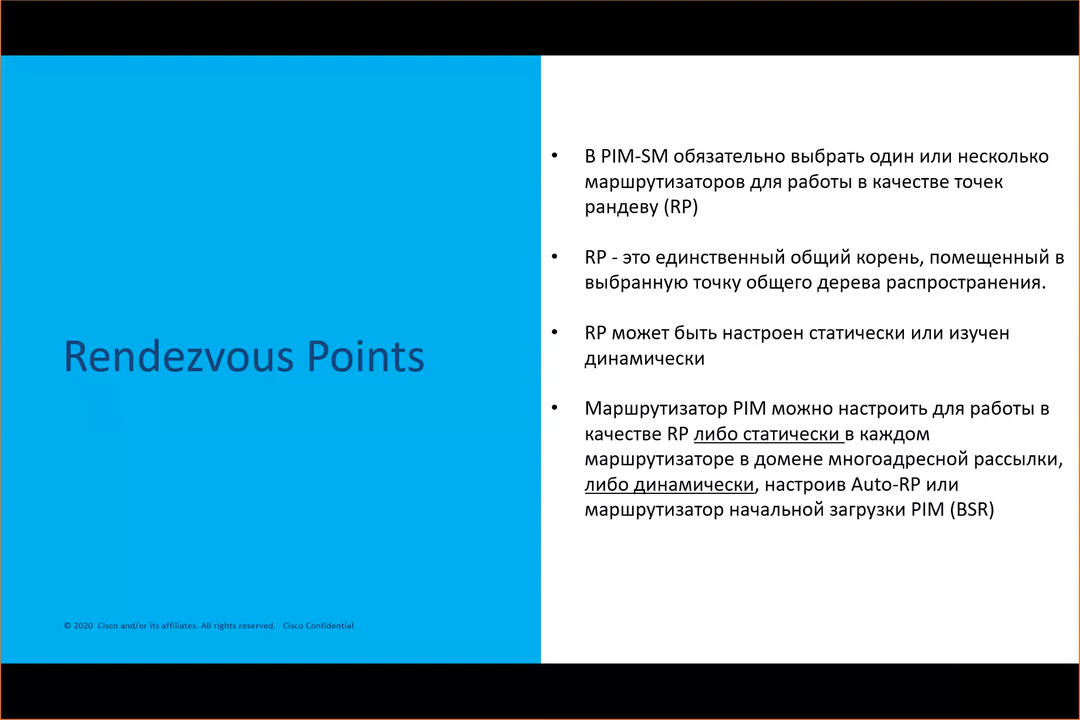 Rendezvous Points
© 2020 Cisco and/or its affiliates. All rights reserved. Cisco Confidential
• В PIM-SM обязательно выбрать один или несколько
маршрутизаторов для работы в качестве точек
рандеву (RP)
• RP - это единственный общий корень, помещенный в
выбранную точку общего дерева распространения.
• RP может быть настроен статически или изучен
динамически
• Маршрутизатор PIM можно настроить для работы в
качестве RP либо статически в каждом
маршрутизаторе в домене многоадресной рассылки,
либо динамически, настроив Auto-RP или
маршрутизатор начальной загрузки PIM (BSR)